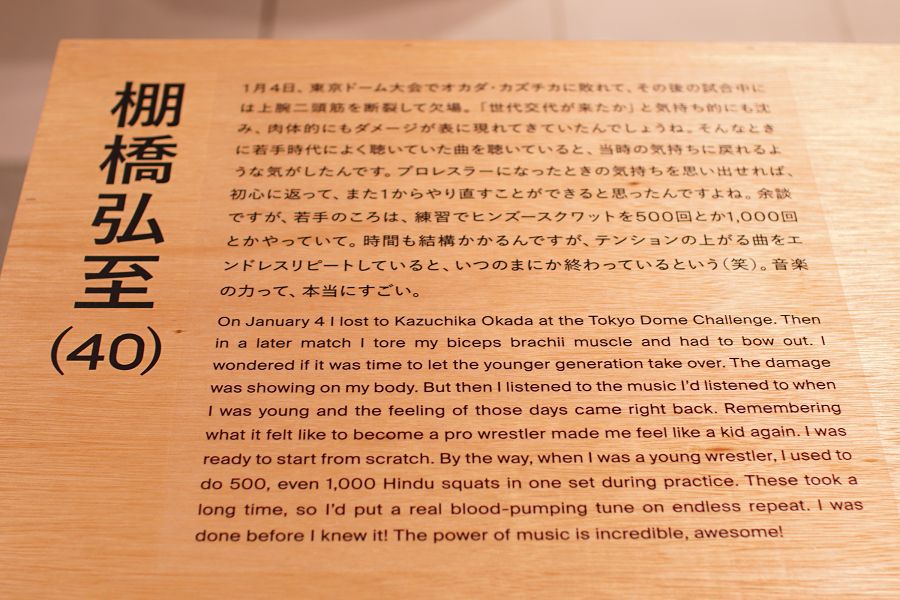 棚橋弘至
(40)
1月4日、東京ドーム大会でオカダ・カズチカに敗れて、その後の試合中に
は上腕二頭筋を断裂して欠場。「世代交代が来たか」と気持ち的にも沈
み、肉体的にもダメージが表に現れてきていたんでしょうね。そんなとき
に若手時代によく聴いていた曲を聴いていると、当時の気持ちに戻れるよ
うな気がしたんです。プロレスラーになったときの気持ちを思い出せれば、
初心に返って、また1からやり直すことができると思ったんですよね。余談
ですが、若手のころは、練習でヒンズースクワットを500回とか1,000回
とかやっていて。時間も結構かかるんですが、テンションの上がる曲をエ
ンドレスリピートしていると、いつのまにか終わっているという(笑)。音楽
の力って、本当にすごい。
On January 4 I lost to Kazuchika Okada at the Tokyo Dome Challenge. Then
in a later match I tore my biceps brachii muscle and had to bow out. I
wondered if it was time to let the younger generation take over. The damage
was showing on my body. But then I listened to the music I'd listened to when
I was young and the feeling of those days came right back. Remembering
what it felt like to become a pro wrestler made me feel like a kid again. I was
ready to start from scratch. By the way, when I was a young wrestler, I used to
do 500, even 1,000 Hindu squats in one set during practice. These took a
long time, so I'd put a real blood-pumping tune on endless repeat. I was
done before I knew it! The power of music is incredible, awesome!